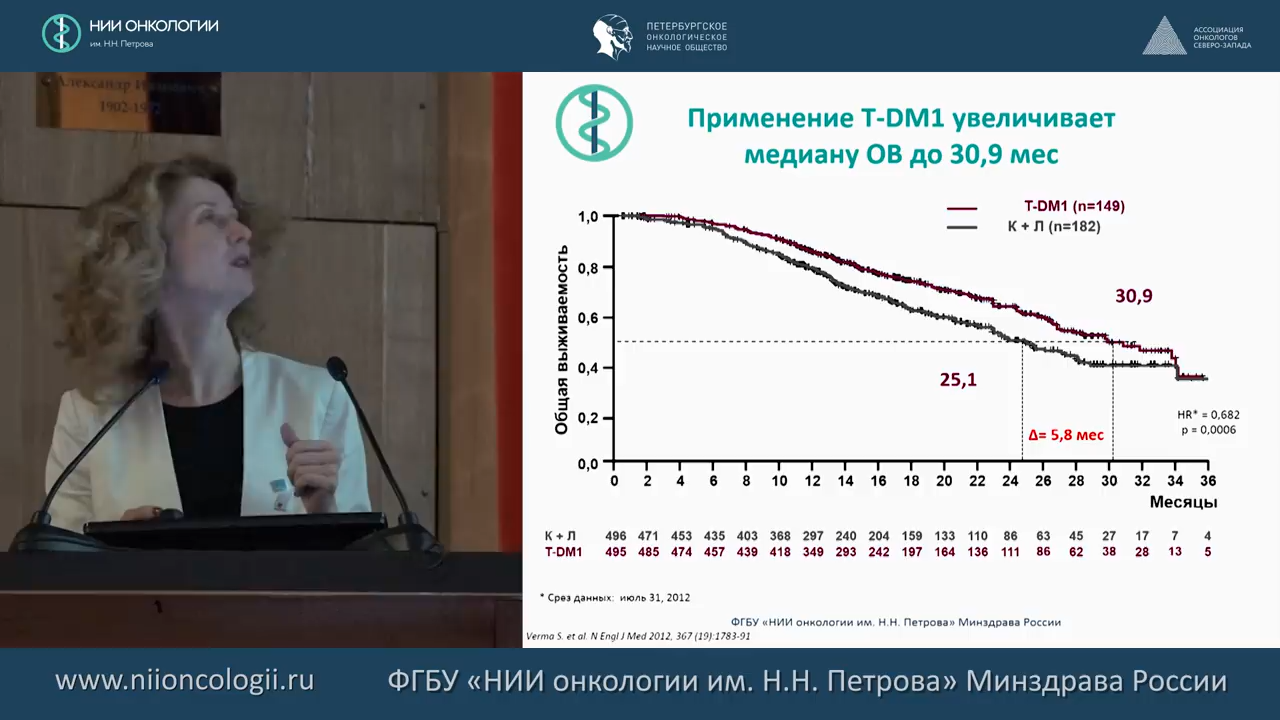 НИИ ОНКОЛОГИИ
им. Н.Н. Петрова
ПЕТЕРБУРГСКОЕ
ОНКОЛОГИЧЕСКОЕ
НАУЧНОЕ ОБЩЕСТВО
АССОЦИАЦИЯ
ОНКОЛОГОВ
СЕВЕРО-ЗАПАДА
Александр
1902-19
Применение T-DM1 увеличивает
медиану ОВ до 30,9 мес
T-DM1 (n=149)
К + Л (n=182)
Общая выживаемость
1,0
0,8
0,6
0,4
0,2
0,0
30,9
25,1
Δ= 5,8 мес
HR* = 0,682
p = 0,0006
0 2 4 6 8 10 12 14 16 18 20 22 24 26 28 30 32 34 36
Месяцы
К + Л 496 471 453 435 403 368 297 240 204 159 133 110 86 63 45 27 17 7 4
T-DM1 495 485 474 457 439 418 349 293 242 197 164 136 111 86 62 38 28 13 5
* Срез данных: июль 31, 2012
ФГБУ «НИИ онкологии им. Н.Н. Петрова» Минздрава России
Verma S. et al. N Engl J Med 2012, 367 (19):1783-91
www.niioncologii.ru
ФГБУ «НИИ онкологии им. Н.Н. Петрова» Минздрава России